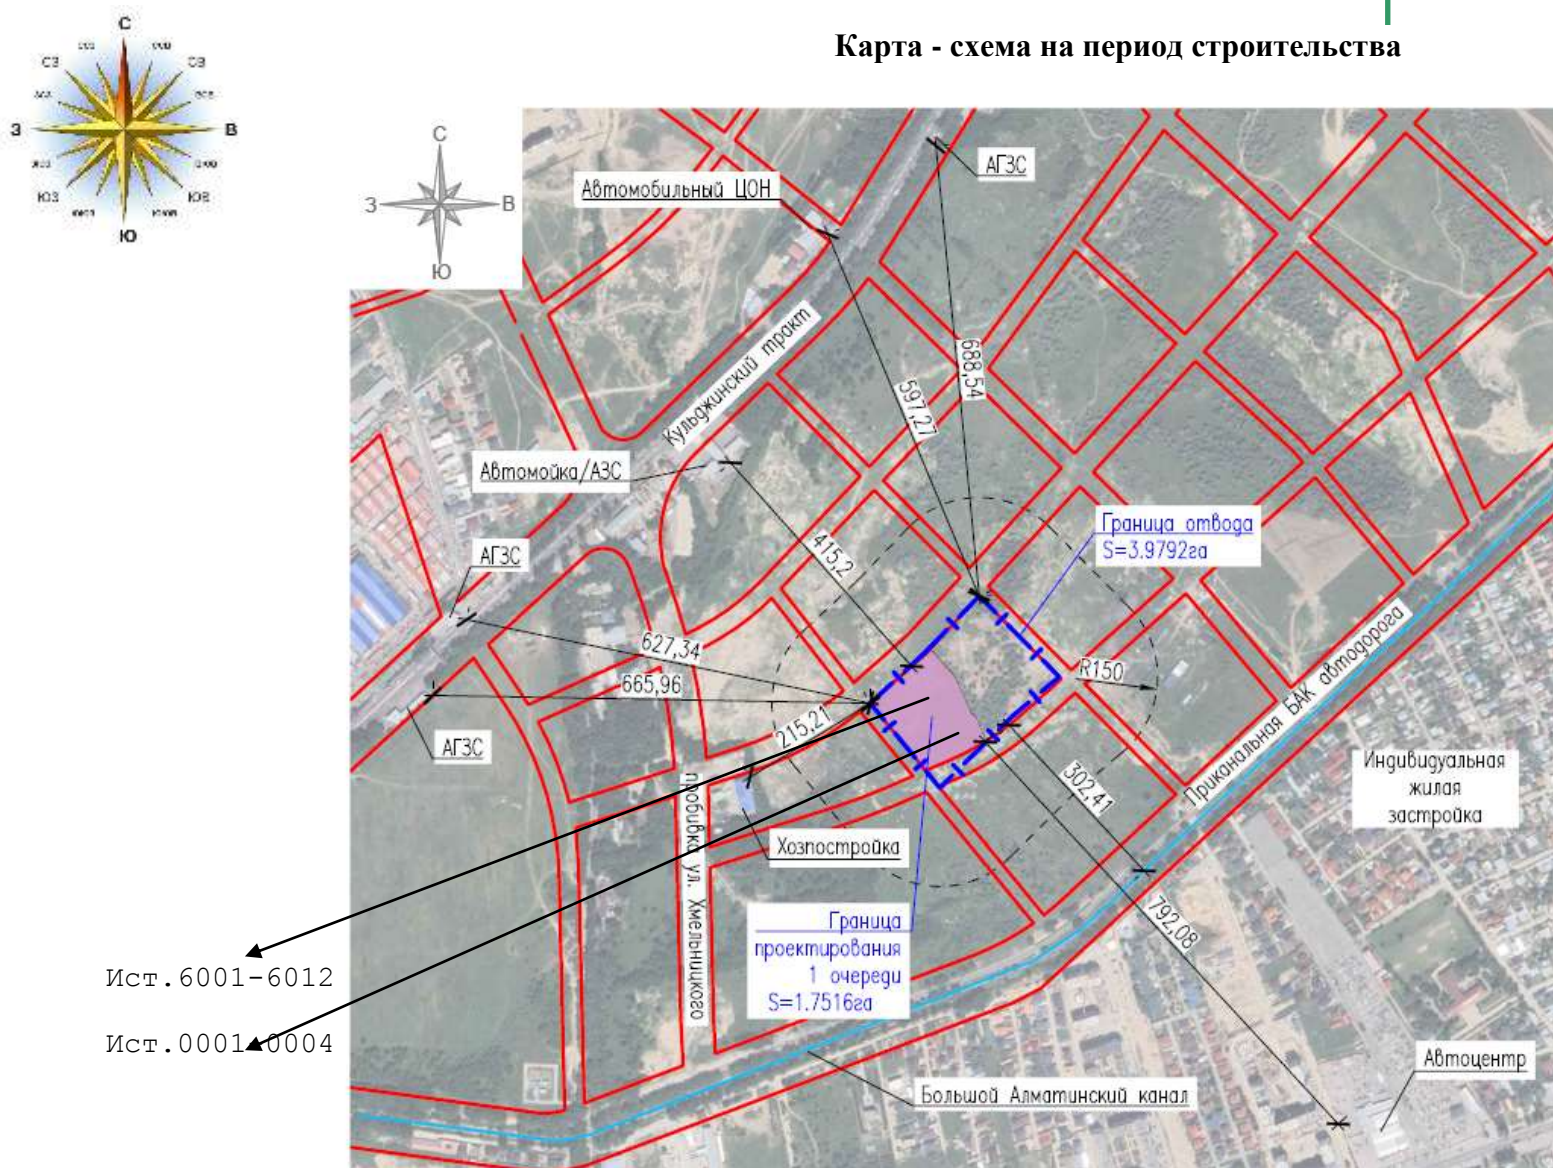 Карта - схема на период строительства
С
ССЗ
ССВ
СЗ
СВ
З
В
ЮЗ
ЮВ
Ю
С
З
В
Ю
АГЗС
Автомобильный ЦОН
Кульджинский тракт
688,54
597,27
Автомойка/АЗС
415,2
Граница отвода
S=3.9792га
АГЗС
627,34
665,96
R150
215,21
АГЗС
Приканальная БАК автодорога
302,41
Индивидуальная
жилая
застройка
пробивка ул. Хмельницкого
Хозпостройка
Граница
проектирования
1 очереди
S=1.7516га
792,08
Ист.6001-6012
Ист.0001-0004
Автоцентр
Большой Алматинский канал